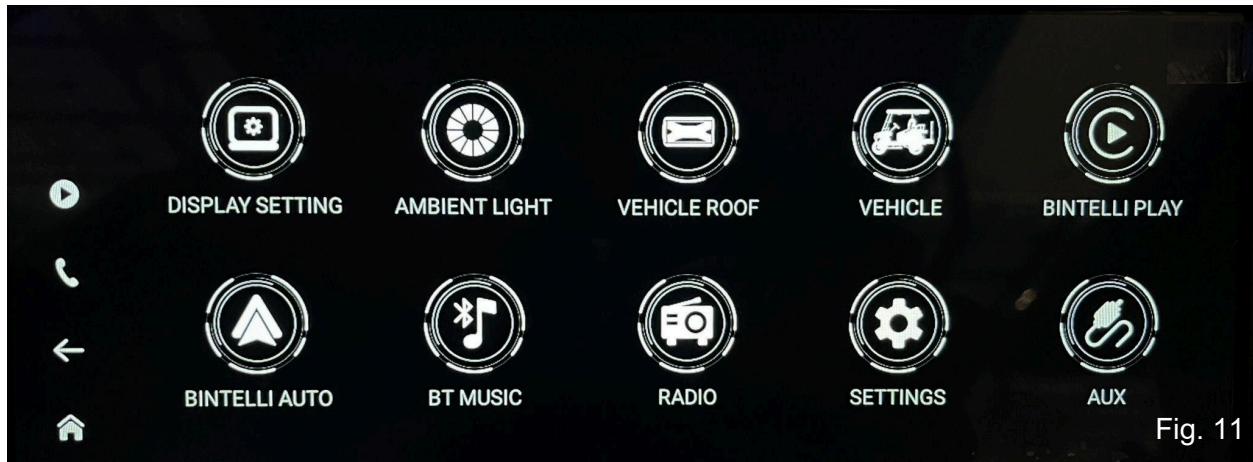 DISPLAY SETTING
AMBIENT LIGHT
VEHICLE ROOF
VEHICLE
BINTELLI PLAY
BINTELLI AUTO
BT MUSIC
RADIO
SETTINGS
AUX
Fig. 11